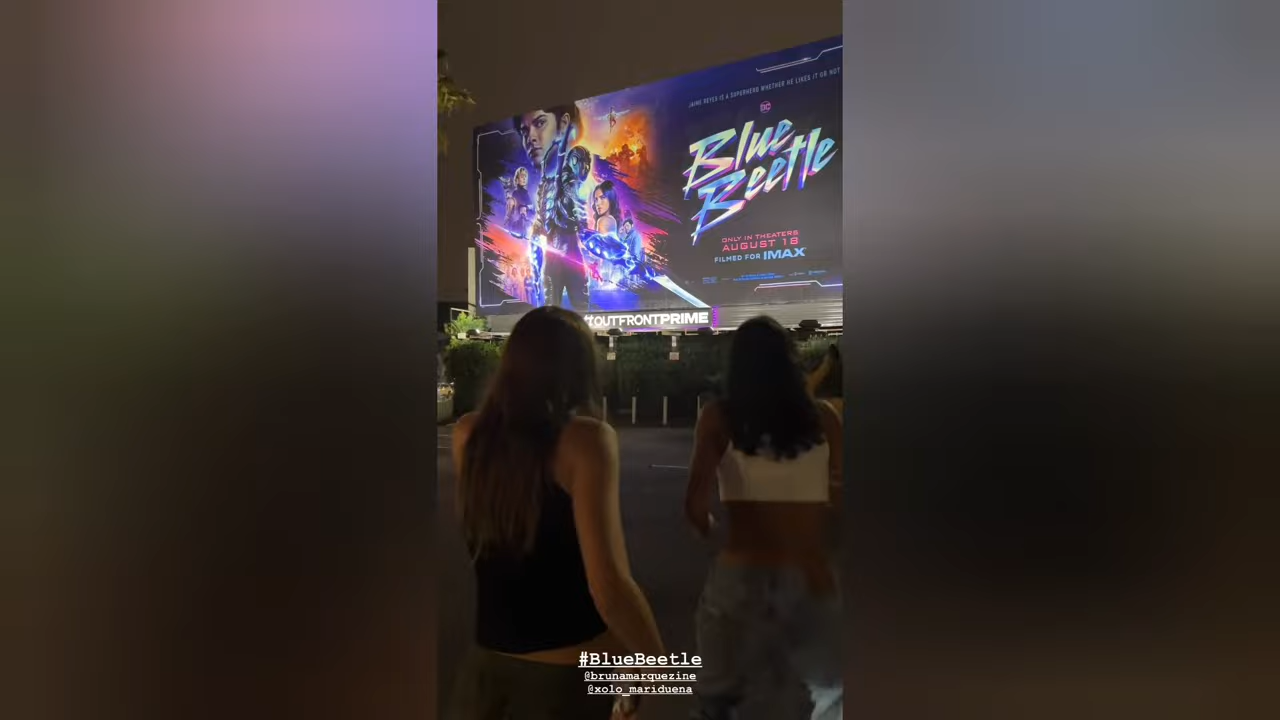 JAIME REYES IS A SUPERHERO WHETHER HE LIKES IT OR NOT
DC
Blue
Beetle
ONLY IN THEATERS
AUGUST 18
FILMED FOR IMAX
#OUTFRONTPRIME
#BlueBeetle
@brunamarquezine
@xolo_mariduena